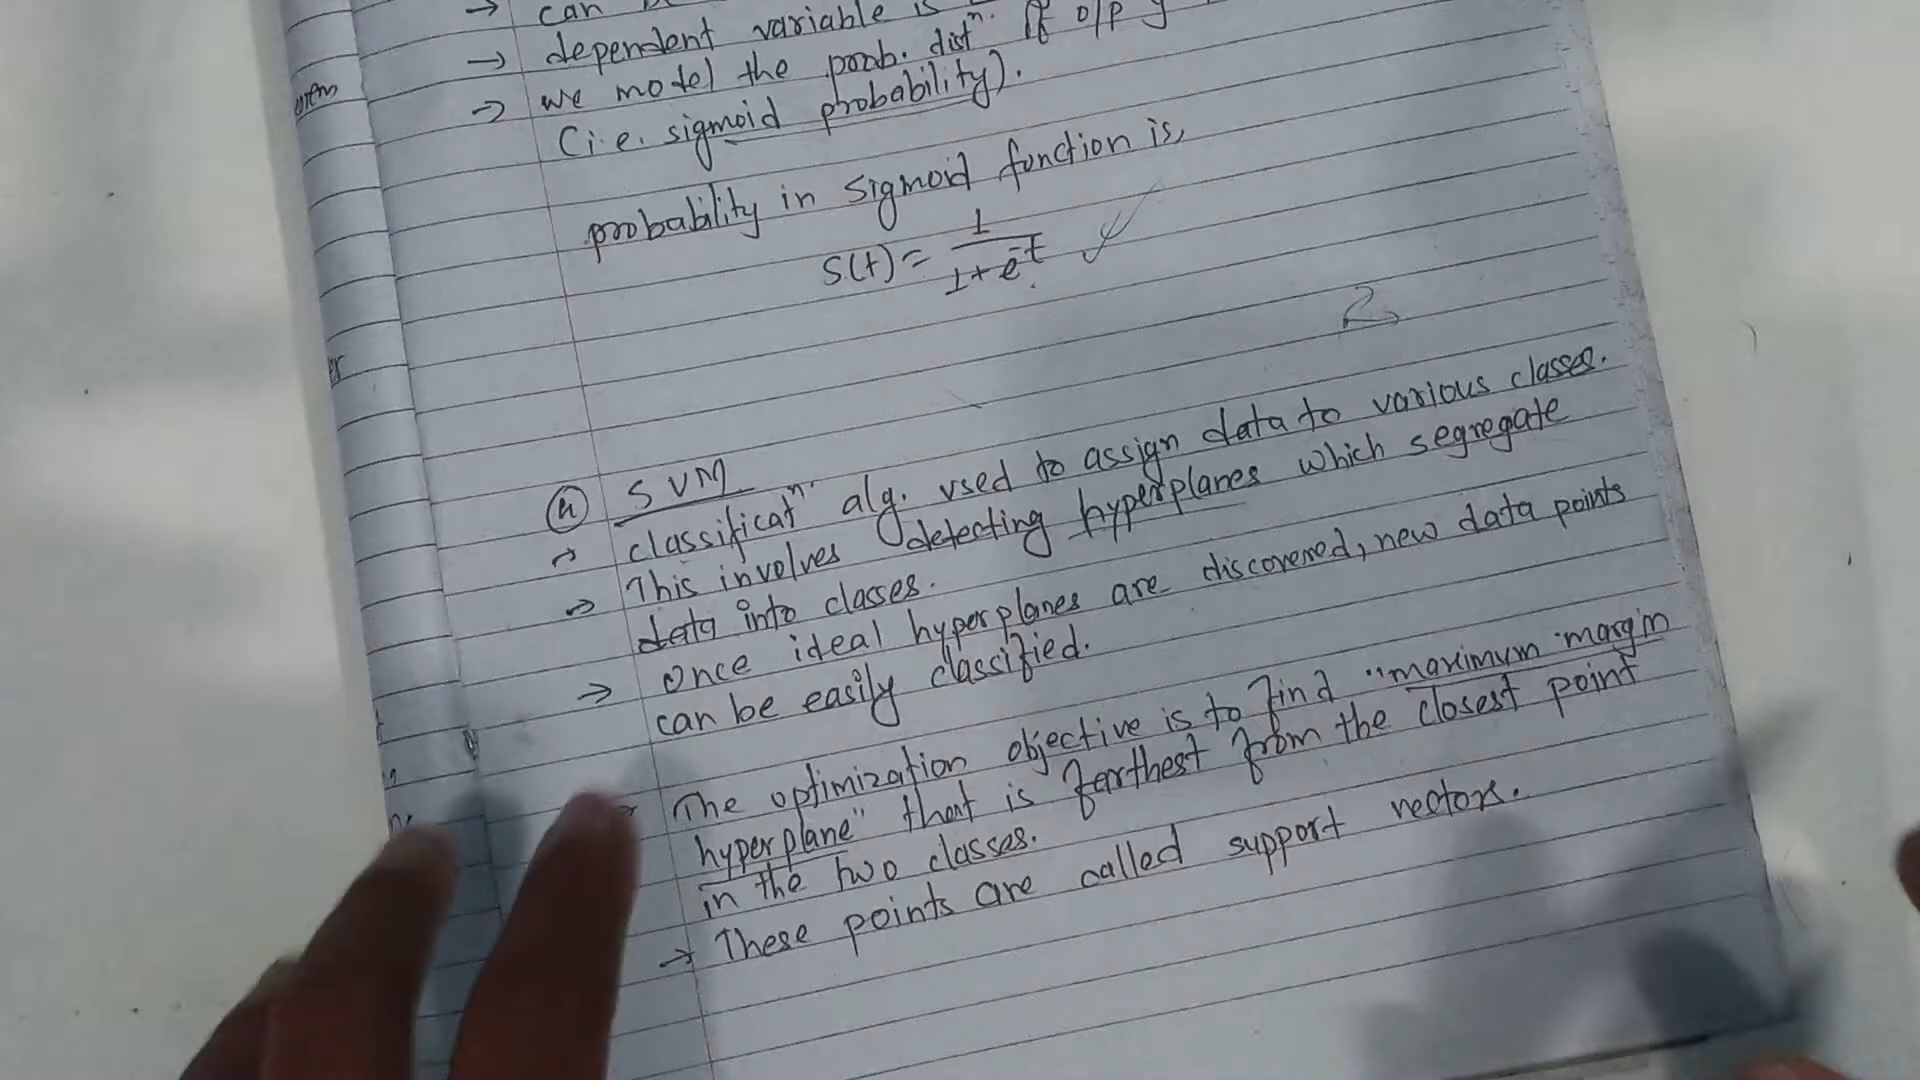 → can
→ dependent variable is
→ we model the prob. distⁿ. If o/p y
(i.e. sigmoid probability).
probability in sigmoid function is,
S(t) = 1 / 1 + e^-t
2
(h) SVM
→ classificatⁿ. alg. used to assign data to various classes.
→ This involves detecting hyperplanes which segregate
data into classes.
→ Once ideal hyperplanes are discovered, new data points
can be easily classified.
→ The optimization objective is to find "maximum margin
hyperplane" that is farthest from the closest point
in the two classes.
→ These points are called support vectors.